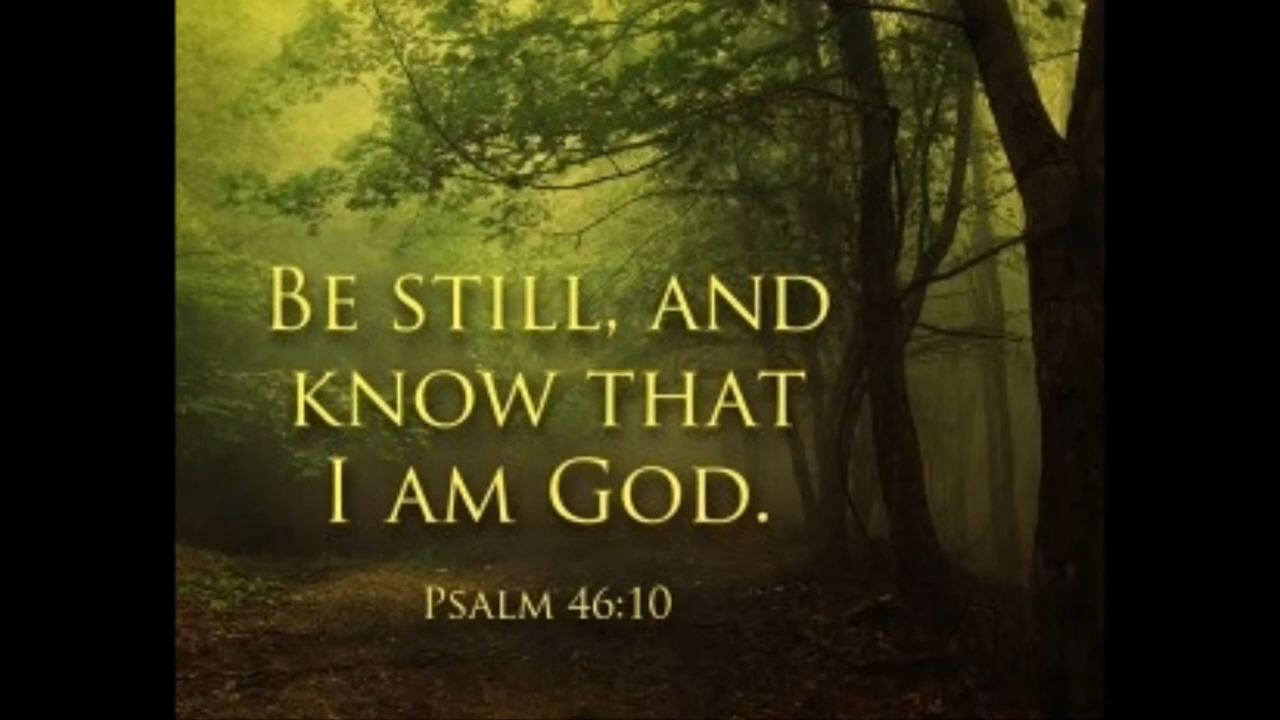 Be still, and
know that
I am God.
Psalm 46:10